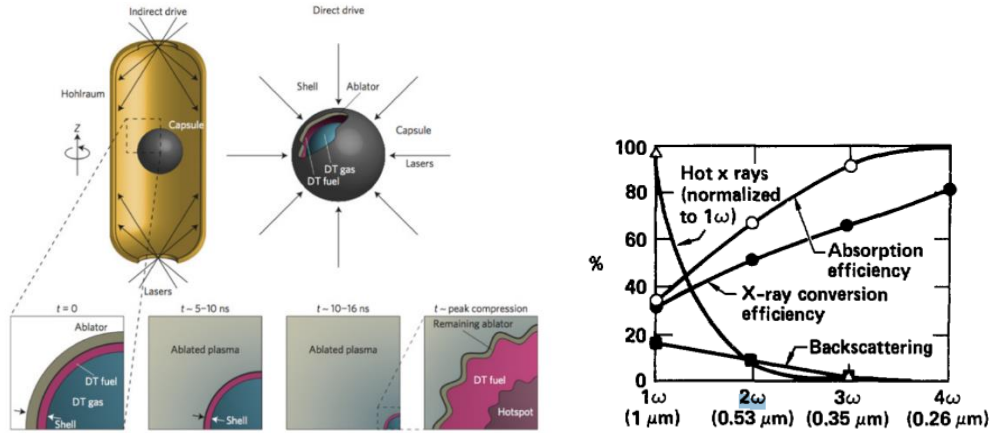 Indirect drive
Direct drive
Hohlraum
Z
Capsule
Lasers
Shell
Ablator
Capsule
Lasers
DT gas
DT fuel
t = 0
Ablator
DT fuel
DT gas
Shell
t ~ 5–10 ns
Ablated plasma
Shell
t ~ 10–16 ns
Ablated plasma
t ~ peak compression
Remaining ablator
DT fuel
Hotspot
%
100
80
60
40
20
0
Hot x rays
(normalized
to 1ω)
Absorption
efficiency
X-ray conversion
efficiency
Backscattering
1ω 2ω 3ω 4ω
(1 μm) (0.53 μm) (0.35 μm) (0.26 μm)